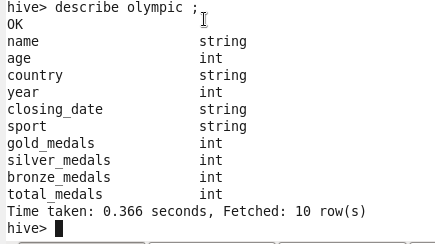 hive> describe olympic ;
OK
name string
age int
country string
year int
closing_date string
sport string
gold_medals int
silver_medals int
bronze_medals int
total_medals int
Time taken: 0.366 seconds, Fetched: 10 row(s)
hive>